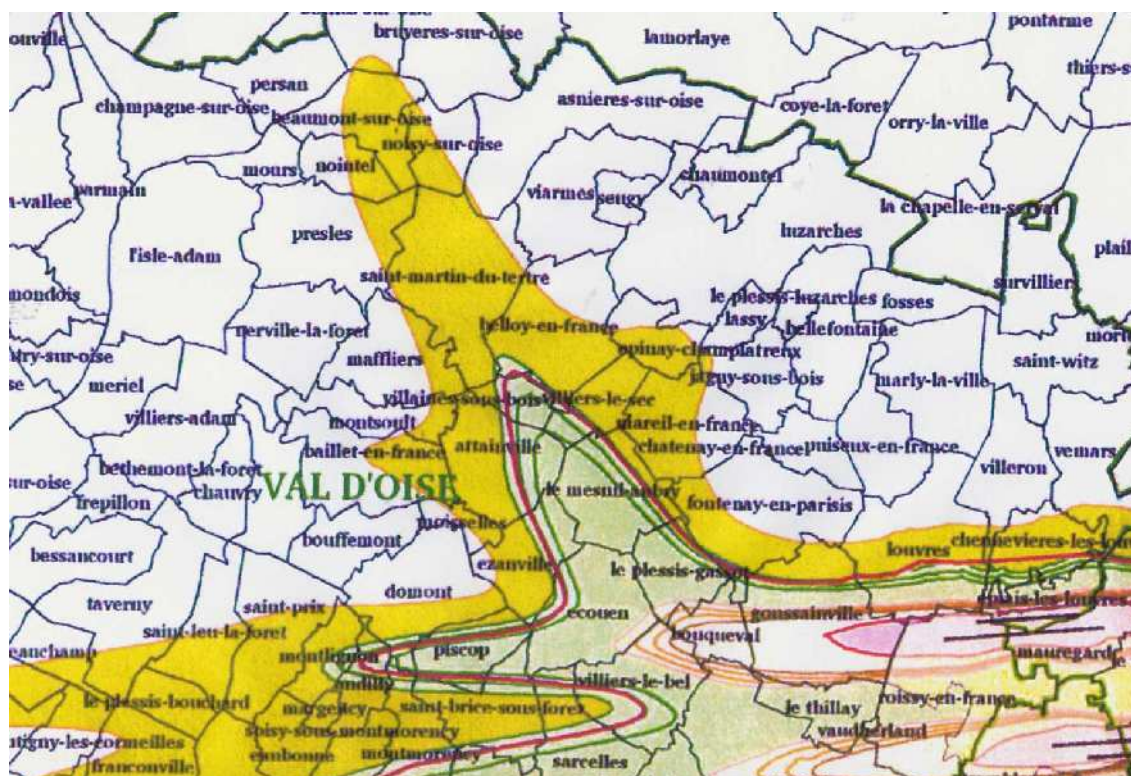 bruyeres-sur-oise
pontarme
lamorlaye
persan
champagne-sur-oise
beaumont-sur-oise
noisy-sur-oise
asnieres-sur-oise
coye-la-foret
orry-la-ville
mours
nointel
parmain
viarmes
seugy
chaumontel
la chapelle-en-serval
presles
luzarches
l'isle-adam
saint-martin-du-tertre
survilliers
le plessis-luzarches
fosses
lassy
bellefontaine
nerville-la-foret
belloy-en-france
maffliers
epinay-champlatreux
saint-witz
meriel
jagny-sous-bois
marly-la-ville
villaines-sous-bois
villiers-le-sec
villiers-adam
montsoult
mareil-en-france
baillet-en-france
attainville
chatenay-en-france
puiseux-en-france
vemars
bethemont-la-foret
villeron
chauvry
VAL D'OISE
le mesnil-aubry
frepillon
fontenay-en-parisis
moisselles
bouffemont
bessancourt
louvres
ezanville
le plessis-gassot
domont
taverny
saint-prix
ecouen
goussainville
saint-leu-la-foret
bouqueval
piscop
montlignon
mauregard
andilly
villiers-le-bel
le plessis-bouchard
margency
saint-brice-sous-foret
roissy-en-france
le thillay
soisy-sous-montmorency
vaudherland
montmorency
sarcelles
franconville